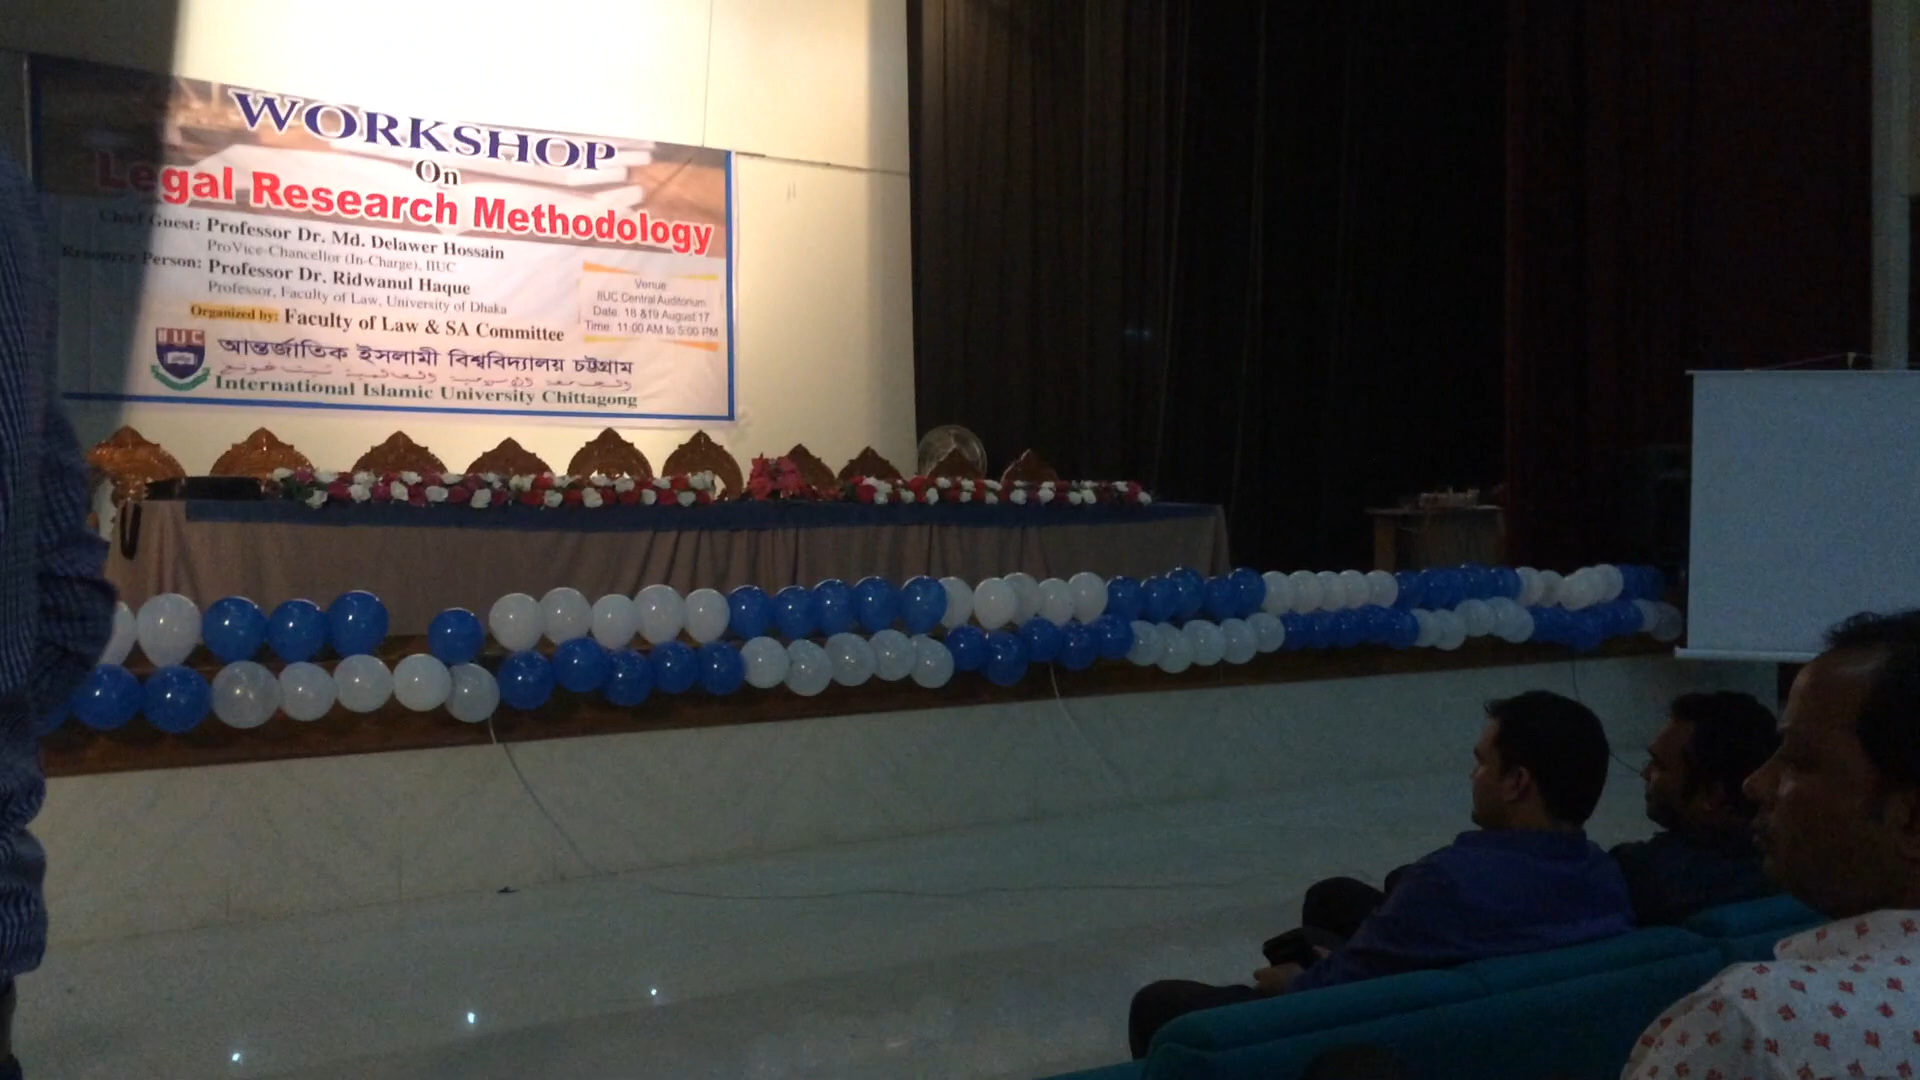 WORKSHOP
On
Legal Research Methodology
Chief Guest: Professor Dr. Md. Delawer Hossain
ProVice-Chancellor (In-Charge), IIUC
Resource Person: Professor Dr. Ridwanul Haque
Professor, Faculty of Law, University of Dhaka
Organized by: Faculty of Law & SA Committee
Venue
IIUC Central Auditorium
Date. 18 &19 August 17
Time: 11:00 AM to 5:00 PM
IIUC
আন্তর্জাতিক ইসলামী বিশ্ববিদ্যালয় চট্টগ্রাম
International Islamic University Chittagong